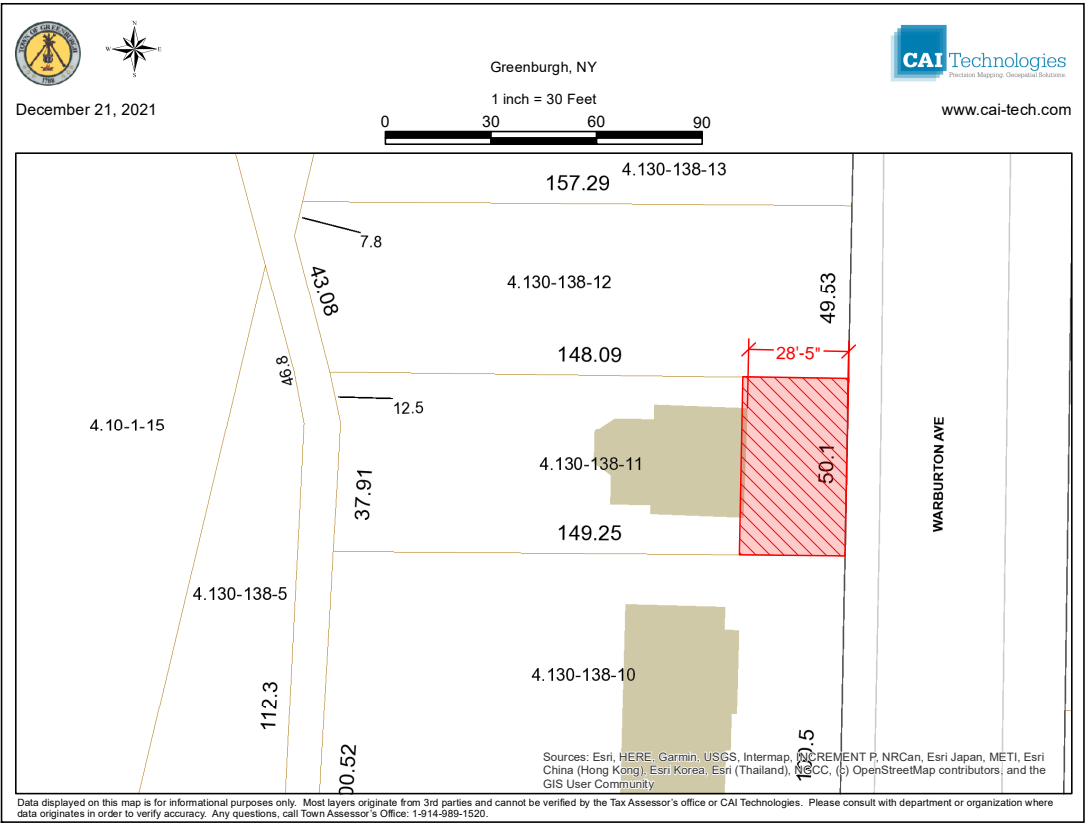 TOWN OF GREENBURGH
1788
N
W E
S
December 21, 2021
Greenburgh, NY
1 inch = 30 Feet
0 30 60 90
CAI Technologies
Precision Mapping. Geospatial Solutions.
www.cai-tech.com
4.130-138-13
157.29
7.8
43.08
4.130-138-12
49.53
148.09
28'-5"
46.8
12.5
4.10-1-15
WARBURTON AVE
4.130-138-11
50.1
37.91
149.25
4.130-138-5
4.130-138-10
112.3
00.52
Sources: Esri, HERE, Garmin, USGS, Intermap, INCREMENT P, NRCan, Esri Japan, METI, Esri
China (Hong Kong), Esri Korea, Esri (Thailand), NGCC, (c) OpenStreetMap contributors, and the
GIS User Community
Data displayed on this map is for informational purposes only. Most layers originate from 3rd parties and cannot be verified by the Tax Assessor's office or CAI Technologies. Please consult with department or organization where
data originates in order to verify accuracy. Any questions, call Town Assessor's Office: 1-914-989-1520.